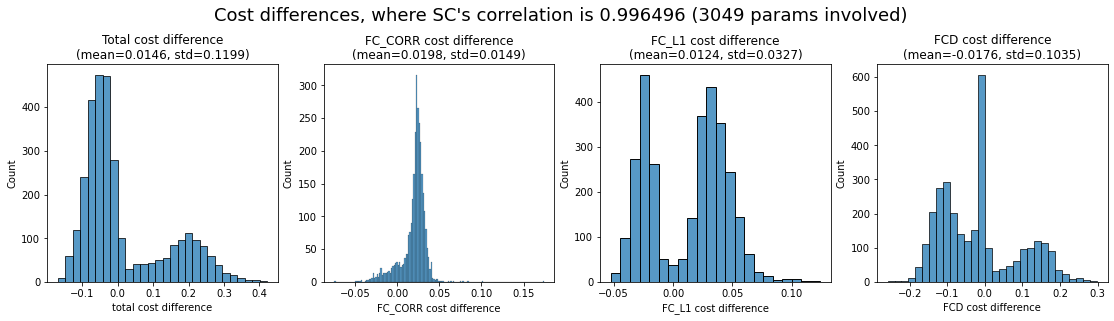 Cost differences, where SC's correlation is 0.996496 (3049 params involved)
Total cost difference
(mean=0.0146, std=0.1199)
400
300
200
100
0
Count
−0.1 0.0 0.1 0.2 0.3 0.4
total cost difference
FC_CORR cost difference
(mean=0.0198, std=0.0149)
300
250
200
150
100
50
0
Count
−0.05 0.00 0.05 0.10 0.15
FC_CORR cost difference
FC_L1 cost difference
(mean=0.0124, std=0.0327)
400
300
200
100
0
Count
−0.05 0.00 0.05 0.10
FC_L1 cost difference
FCD cost difference
(mean=-0.0176, std=0.1035)
600
500
400
300
200
100
0
Count
−0.2 −0.1 0.0 0.1 0.2 0.3
FCD cost difference